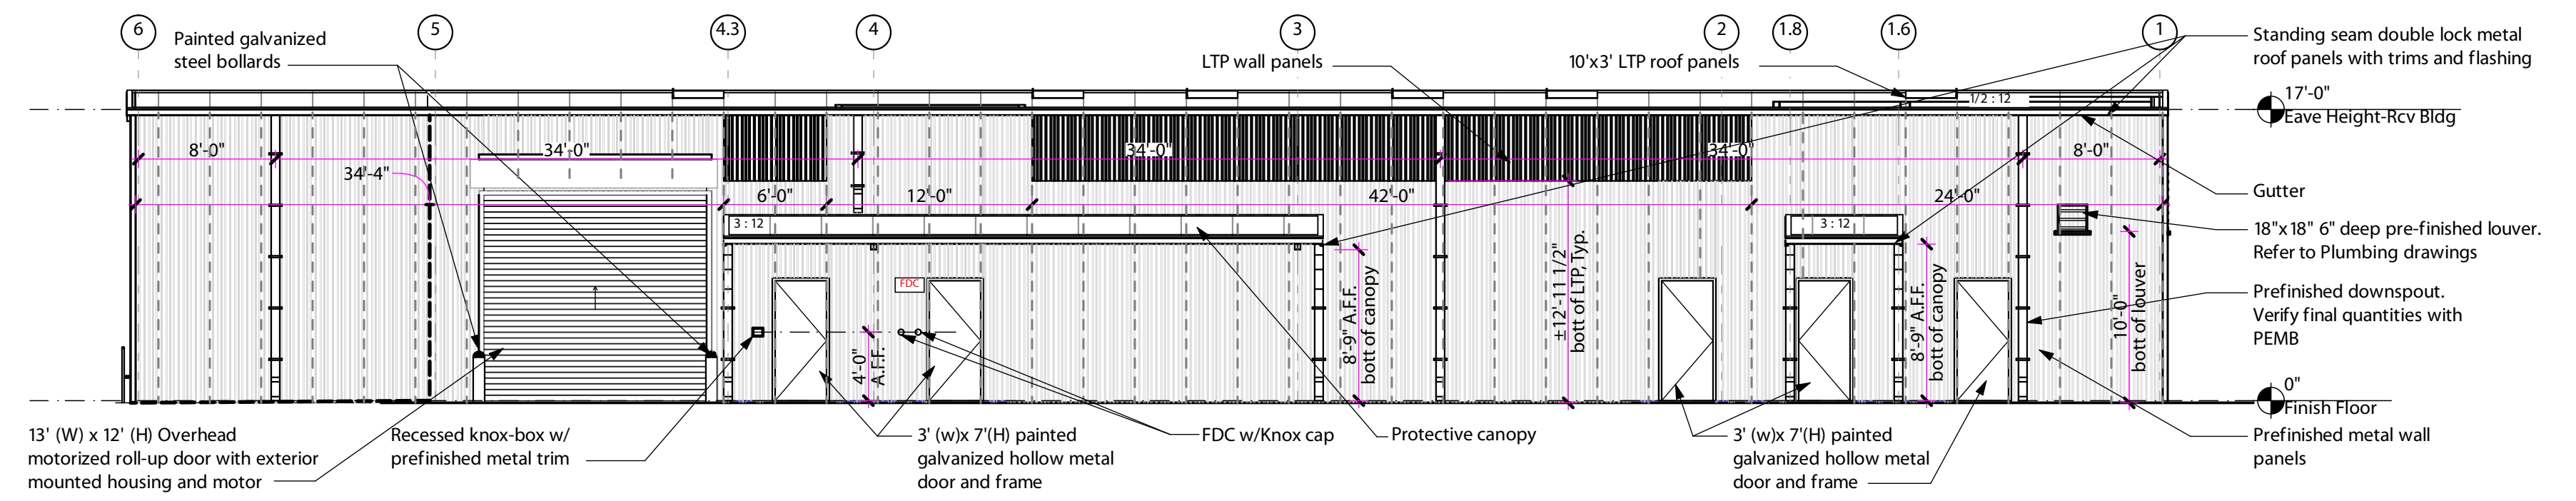 6
5
4.3
4
3
2
1.8
1.6
1
Painted galvanized
steel bollards
LTP wall panels
10'x3' LTP roof panels
Standing seam double lock metal
roof panels with trims and flashing
1/2 : 12
17'-0"
Eave Height-Rcv Bldg
8'-0"
34'-0"
34'-0"
34'-0"
8'-0"
34'-4"
6'-0"
12'-0"
42'-0"
24'-0"
Gutter
3 : 12
3 : 12
18"x 18" 6" deep pre-finished louver.
Refer to Plumbing drawings
FDC
4'-0"
A.F.F.
8'-9" A.F.F.
bott of canopy
±12'-11 1/2"
bott of LTP, Typ.
8'-9" A.F.F.
bott of canopy
10'-0"
bott of louver
Prefinished downspout.
Verify final quantities with
PEMB
0"
Finish Floor
13' (W) x 12' (H) Overhead
motorized roll-up door with exterior
mounted housing and motor
Recessed knox-box w/
prefinished metal trim
3' (w)x 7'(H) painted
galvanized hollow metal
door and frame
FDC w/Knox cap
Protective canopy
3' (w)x 7'(H) painted
galvanized hollow metal
door and frame
Prefinished metal wall
panels